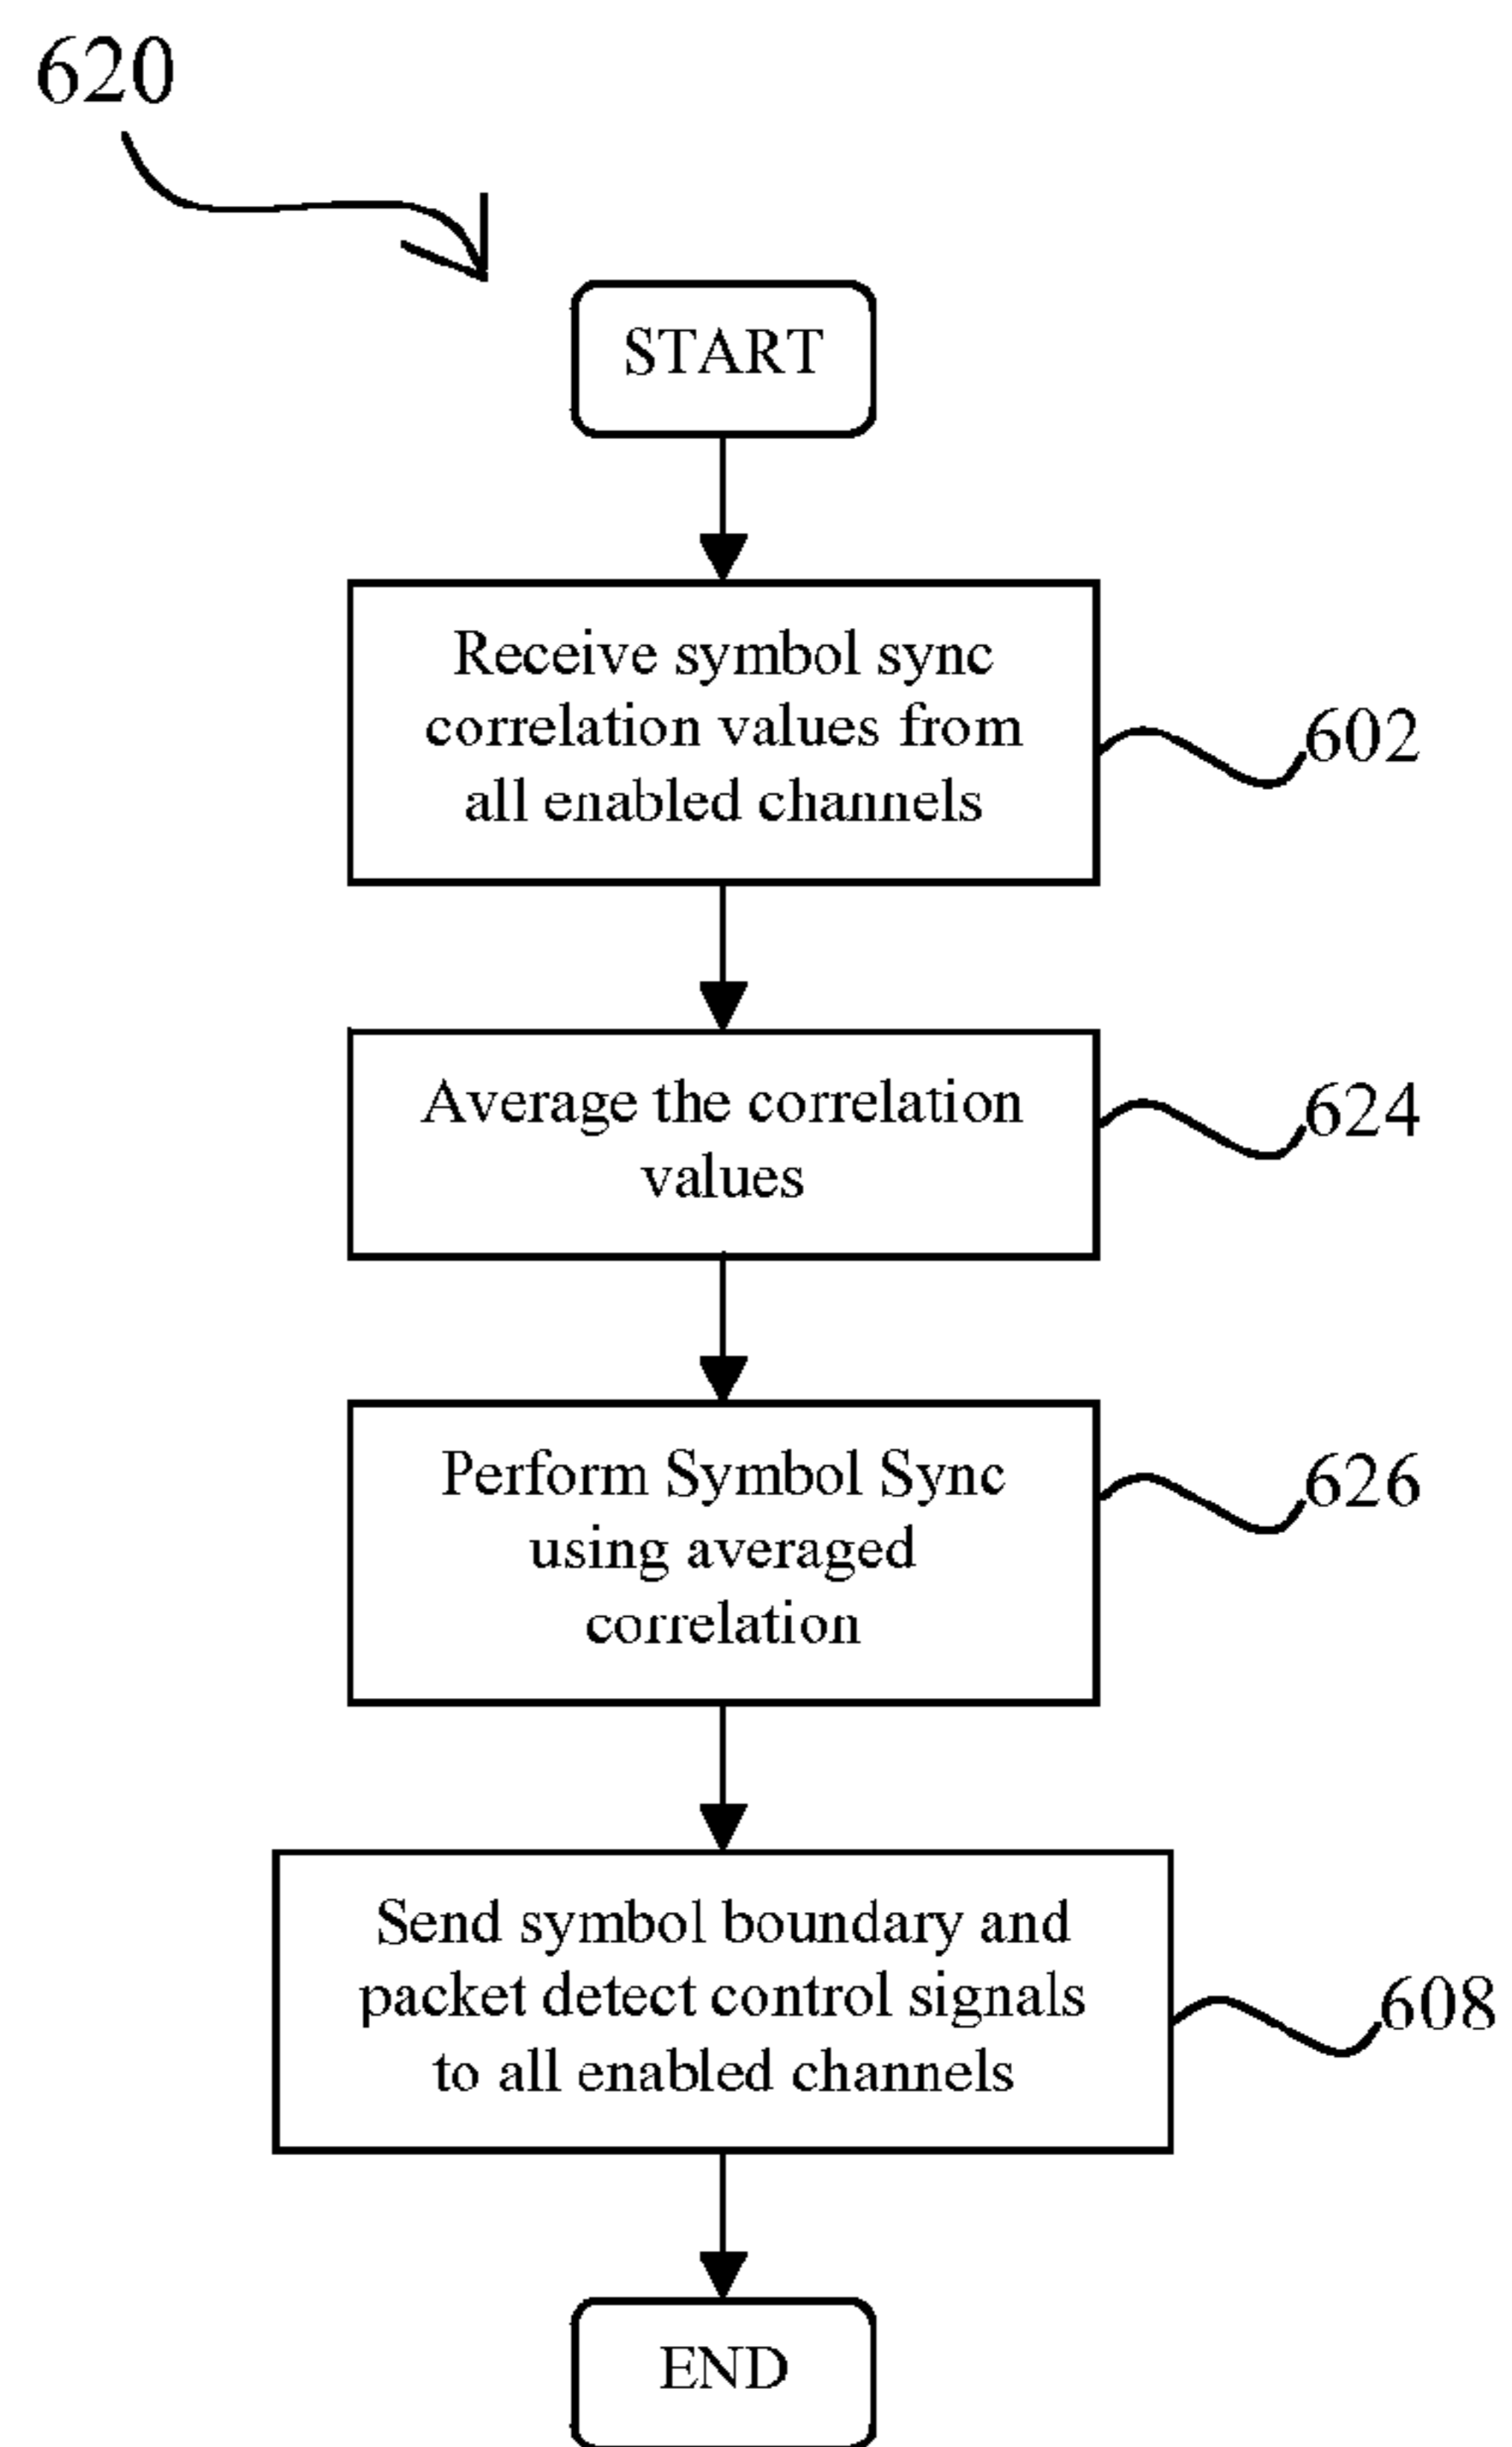 620
START
Receive symbol sync
correlation values from
all enabled channels
602
Average the correlation
values
624
Perform Symbol Sync
using averaged
correlation
626
Send symbol boundary and
packet detect control signals
to all enabled channels
608
END